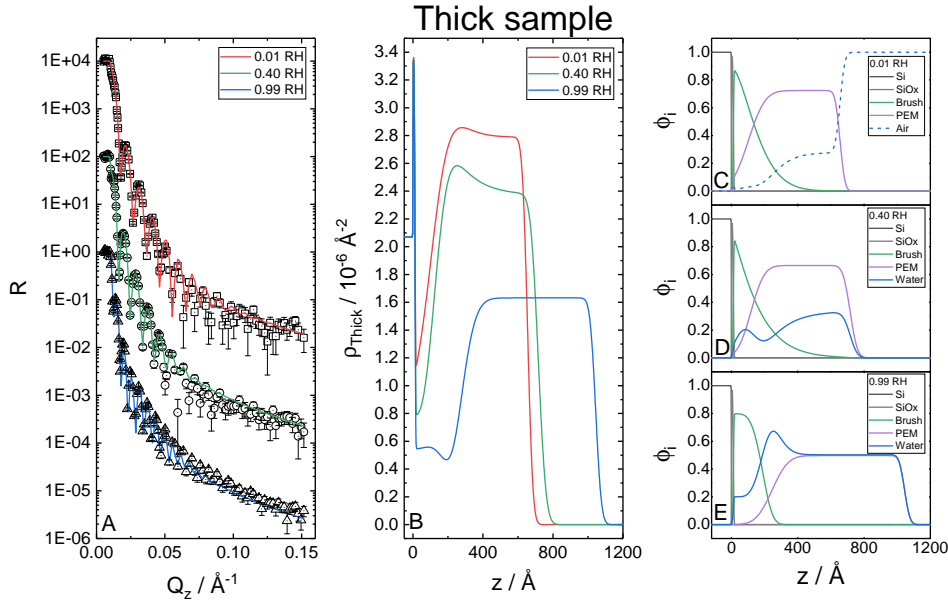 Thick sample
1E+04
1E+03
1E+02
1E+01
1E+00
1E-01
1E-02
1E-03
1E-04
1E-05
1E-06
R
0.00
0.05
0.10
0.15
Qz / Å-1
A
0.01 RH
0.40 RH
0.99 RH
3.4
3.2
3.0
2.8
2.6
2.4
2.2
2.0
1.8
1.6
1.4
1.2
1.0
0.8
0.6
0.4
0.2
0.0
ρThick / 10-6 Å-2
0
400
800
1200
z / Å
B
0.01 RH
0.40 RH
0.99 RH
1.0
0.8
0.6
0.4
0.2
0.0
ϕi
C
0.01 RH
Si
SiOx
Brush
PEM
Air
1.0
0.8
0.6
0.4
0.2
0.0
ϕi
D
0.40 RH
Si
SiOx
Brush
PEM
Water
1.0
0.8
0.6
0.4
0.2
0.0
ϕi
E
0.99 RH
Si
SiOx
Brush
PEM
Water
0
400
800
1200
z / Å